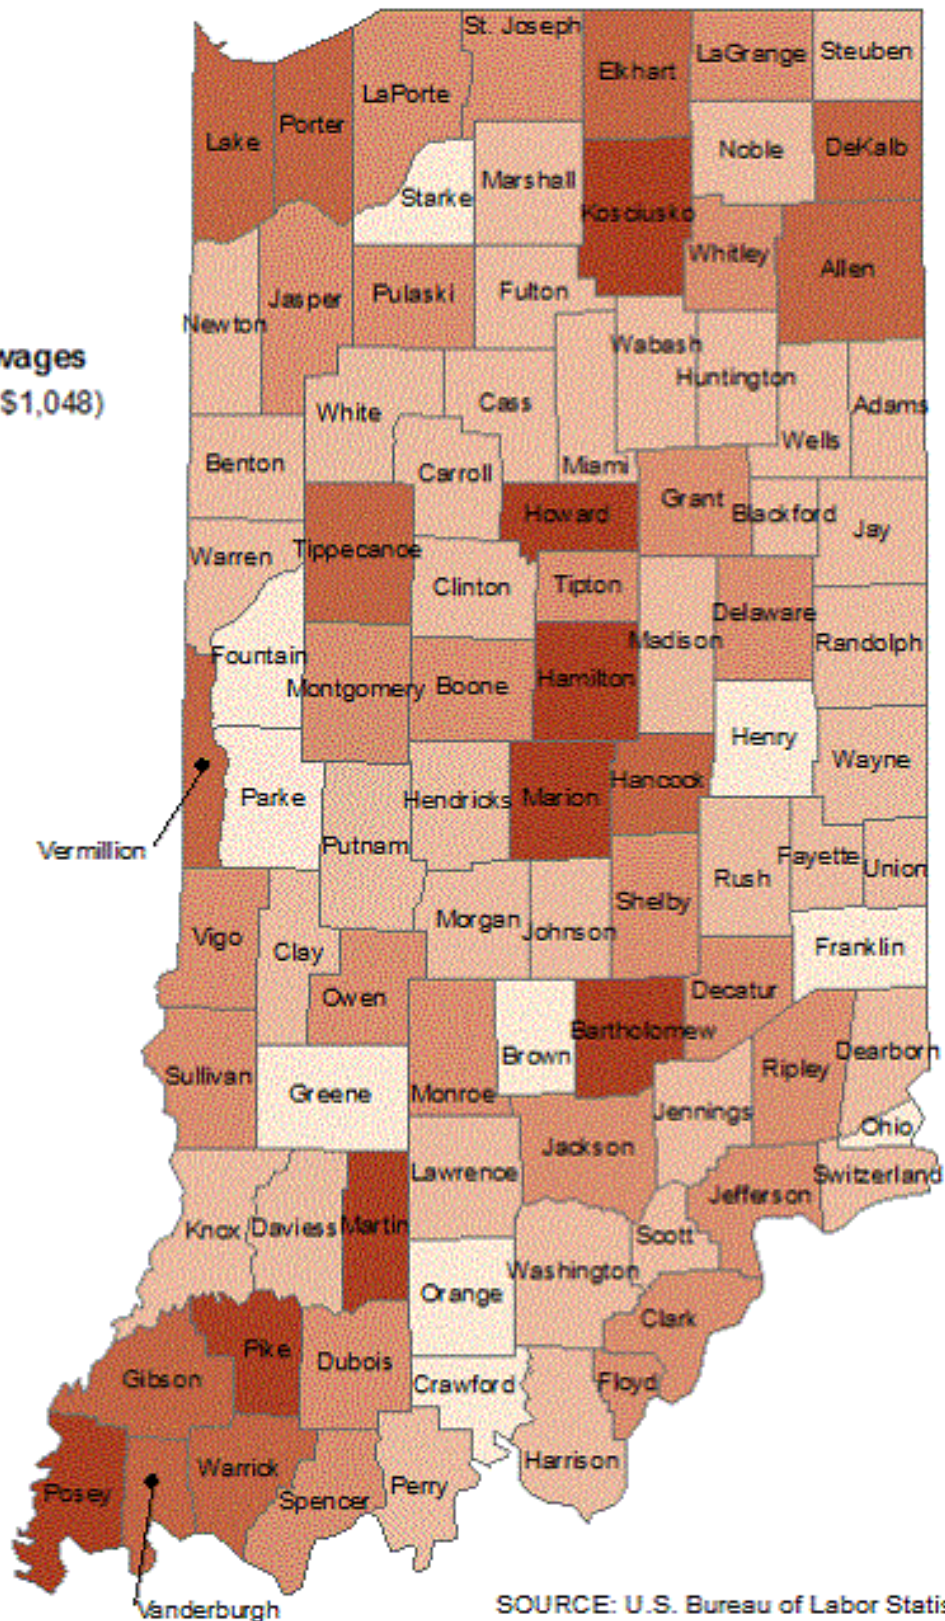 St. Joseph
LaGrange
Steuben
Elkhart
LaPorte
Porter
Lake
Noble
DeKalb
Marshall
Starke
Kosciusko
Whitley
Allen
Fulton
Pulaski
Jasper
Newton
wages
Wabash
Huntington
$1,048)
White
Cass
Adams
Wells
Benton
Carroll
Miami
Grant
Blackford
Howard
Jay
Warren
Tippecanoe
Clinton
Tipton
Delaware
Madison
Randolph
Fountain
Montgomery
Boone
Hamilton
Henry
Wayne
Hancock
Parke
Hendricks
Marion
Vermillion
Putnam
Fayette
Union
Rush
Shelby
Morgan
Johnson
Vigo
Clay
Franklin
Owen
Decatur
Bartholomew
Brown
Dearborn
Ripley
Sullivan
Greene
Monroe
Jennings
Ohio
Jackson
Lawrence
Switzerland
Jefferson
Knox
Daviess
Martin
Scott
Washington
Orange
Clark
Pike
Dubois
Gibson
Crawford
Floyd
Harrison
Warrick
Perry
Posey
Spencer
Vanderburgh
SOURCE: U.S. Bureau of Labor Statis